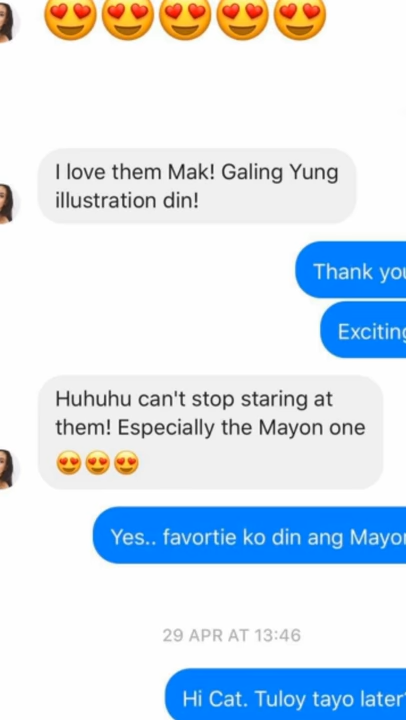 😍😍😍😍😍
I love them Mak! Galing Yung
illustration din!
Thank you
Exciting
Huhuhu can't stop staring at
them! Especially the Mayon one
😍😍😍
Yes.. favortie ko din ang Mayon
29 APR AT 13:46
Hi Cat. Tuloy tayo later?